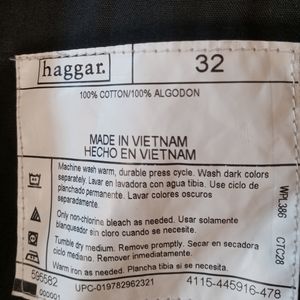 haggar.
32
100% COTTON/100% ALGODON
MADE IN VIETNAM
HECHO EN VIETNAM
Machine wash warm, durable press cycle. Wash dark colors
separately. Lavar en lavadora con agua tibia. Use ciclo de
planchado permanente. Lavar colores oscuros
separadamente.
Only non-chlorine bleach as needed. Usar solamente
blanqueador sin cloro cuando se necesite.
Tumble dry medium. Remove promptly. Secar en secadora
ciclo mediano. Remover inmediatamente.
Warm iron as needed. Plancha tibia si se necesita.
595582
4115-445916-478
UPC-019782962321
WPL386
CTC28